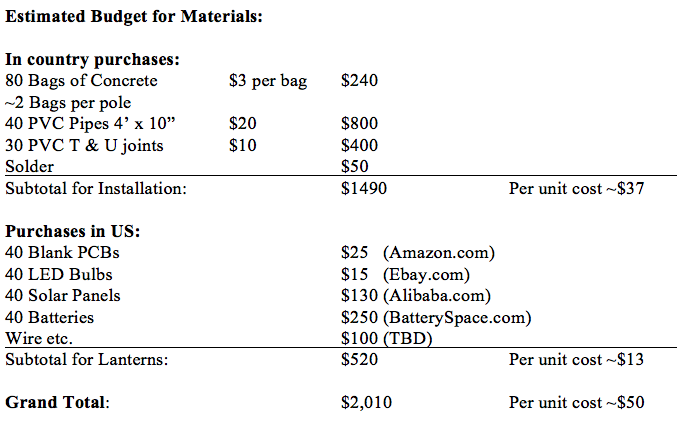 Estimated Budget for Materials:
In country purchases:
80 Bags of Concrete $3 per bag $240
~2 Bags per pole
40 PVC Pipes 4’ x 10” $20 $800
30 PVC T & U joints $10 $400
Solder $50
Subtotal for Installation: $1490 Per unit cost ~$37
Purchases in US:
40 Blank PCBs $25 (Amazon.com)
40 LED Bulbs $15 (Ebay.com)
40 Solar Panels $130 (Alibaba.com)
40 Batteries $250 (BatterySpace.com)
Wire etc. $100 (TBD)
Subtotal for Lanterns: $520 Per unit cost ~$13
Grand Total: $2,010 Per unit cost ~$50